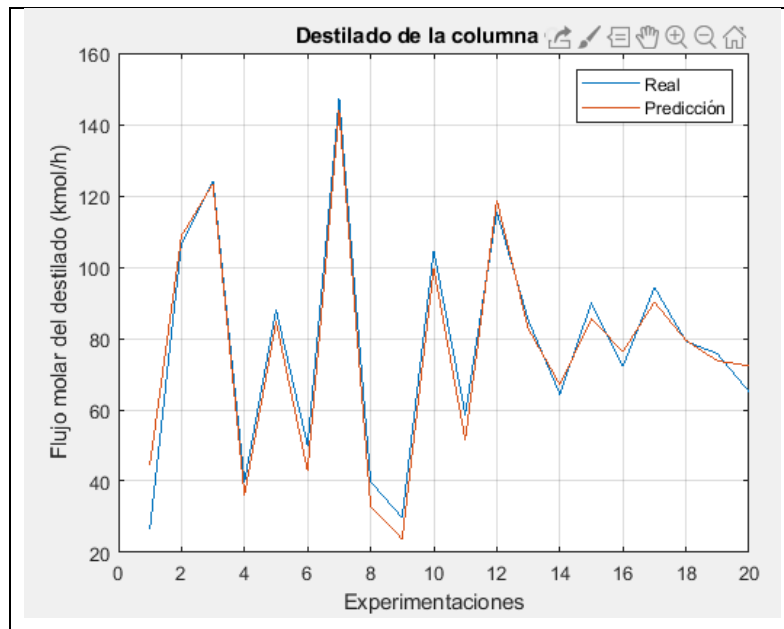 Destilado de la columna
160
140
120
100
80
60
40
20
0 2 4 6 8 10 12 14 16 18 20
Flujo molar del destilado (kmol/h)
Experimentaciones
Real
Predicción